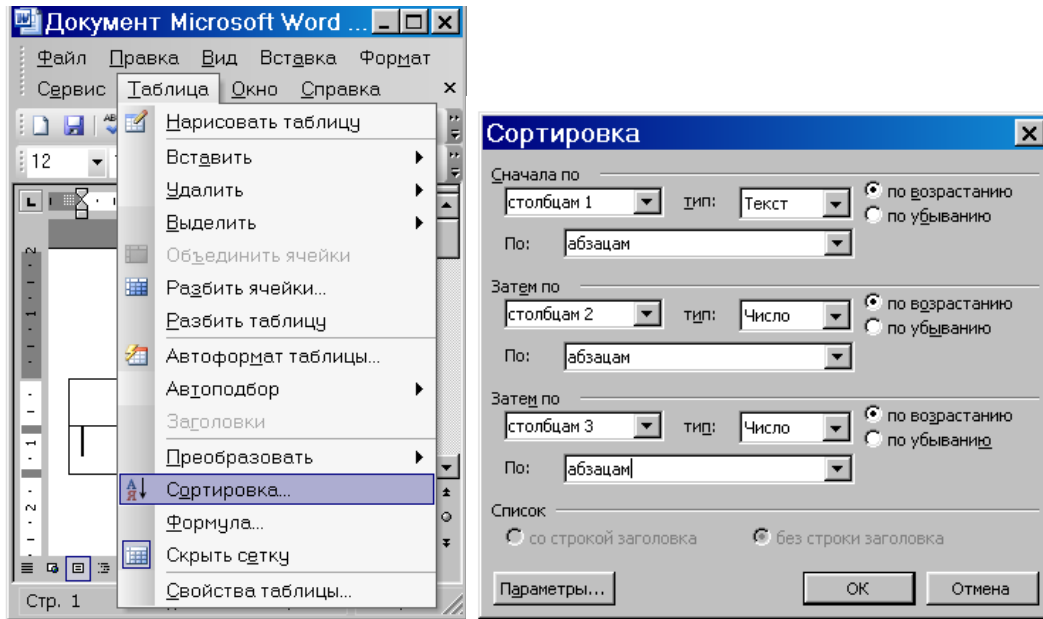 Документ Microsoft Word ...
Файл Правка Вид Вставка Формат
Сервис Таблица Окно Справка
Нарисовать таблицу
12
Вставить
Удалить
Выделить
Объединить ячейки
Разбить ячейки...
Разбить таблицу
Автоформат таблицы...
Автоподбор
Заголовки
Преобразовать
Сортировка...
Формула...
Скрыть сетку
Свойства таблицы...
Стр. 1
Сортировка
Сначала по
столбцам 1 тип: Текст по возрастанию
по убыванию
По: абзацам
Затем по
столбцам 2 тип: Число по возрастанию
по убыванию
По: абзацам
Затем по
столбцам 3 тип: Число по возрастанию
по убыванию
По: абзацам
Список
со строкой заголовка без строки заголовка
Параметры... ОК Отмена